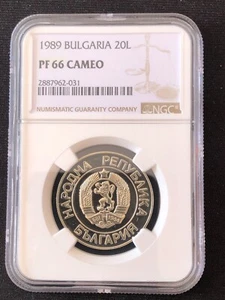 1989 BULGARIA 20L
PF 66 CAMEO
2887962-031
NUMISMATIC GUARANTY COMPANY
NGC
НАРОДНА РЕПУБЛИКА
БЪЛГАРИЯ